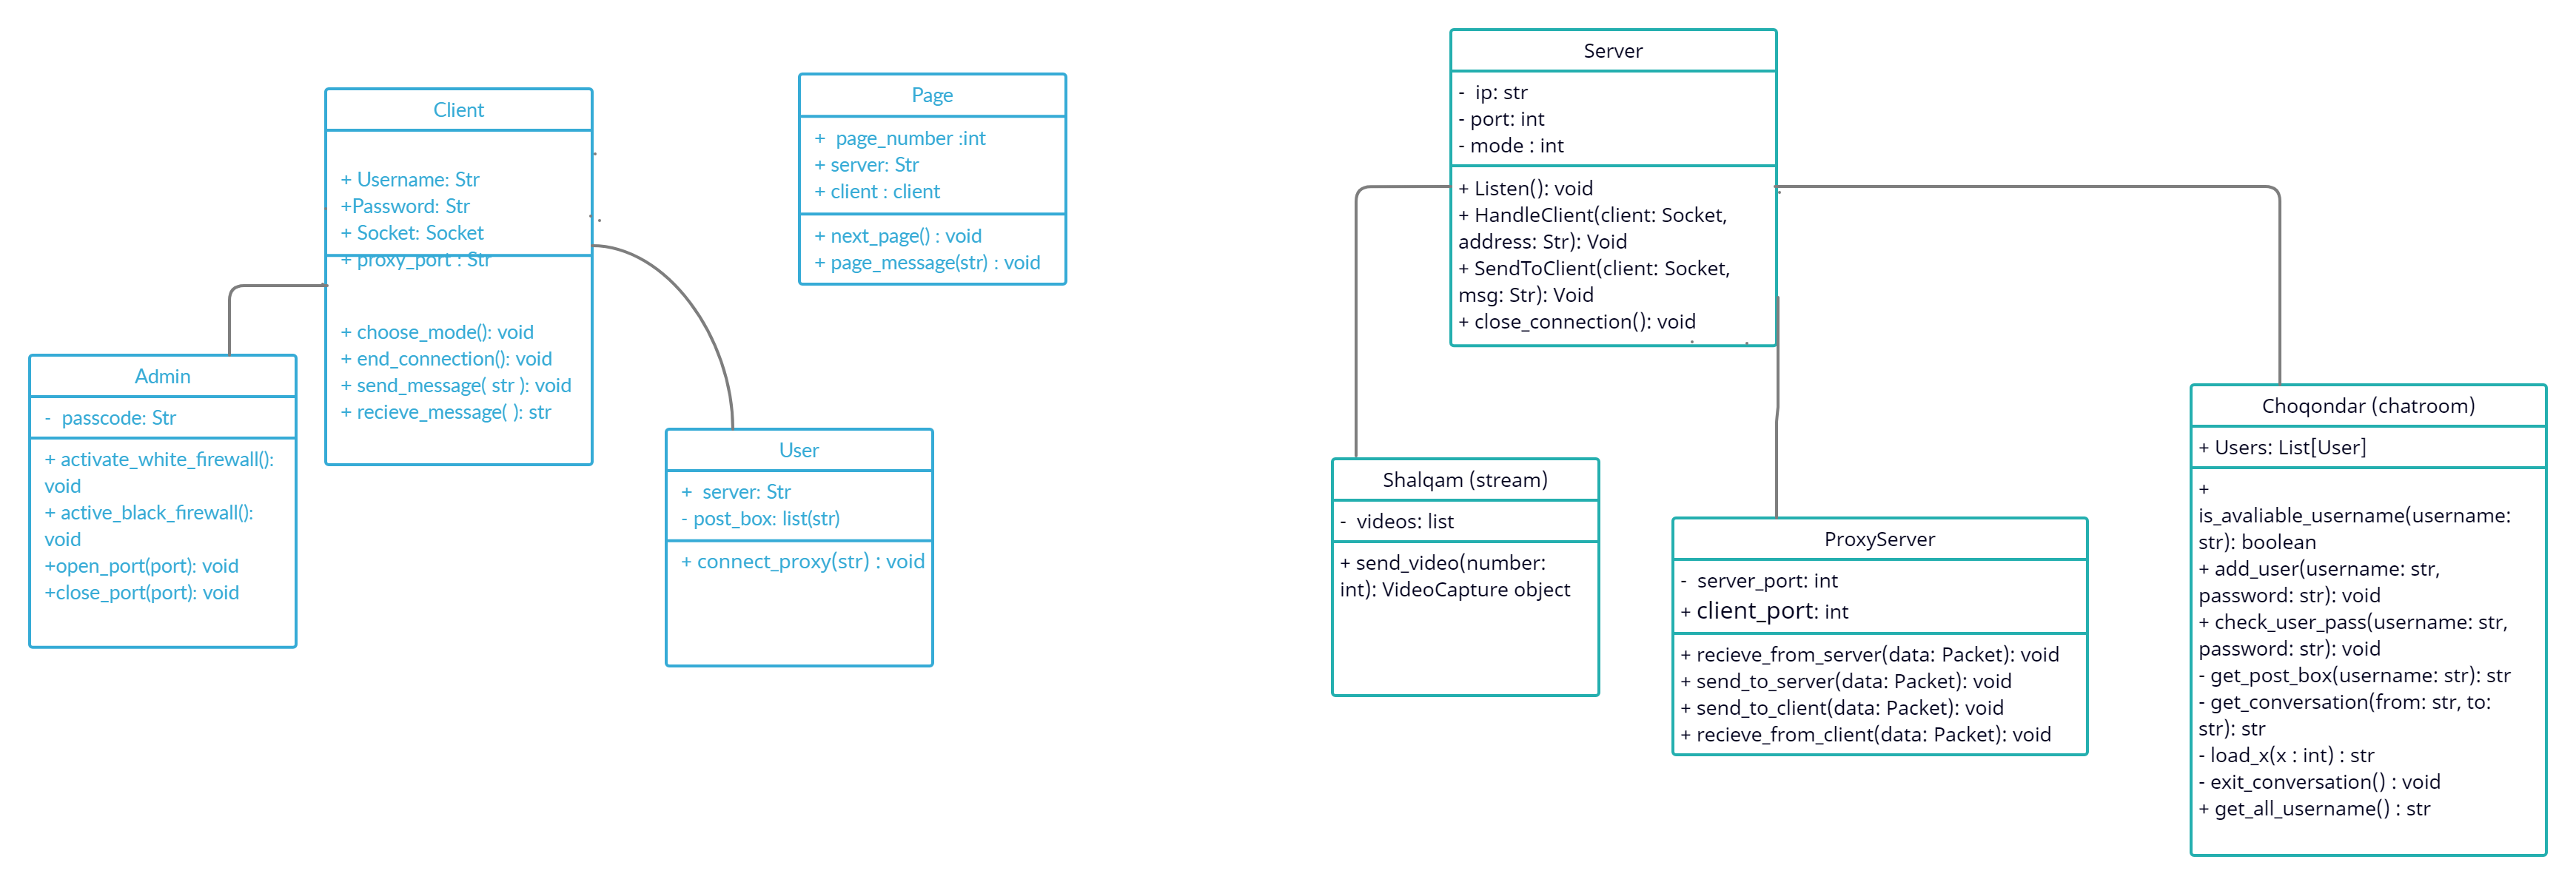 Client
+ Username: Str
+Password: Str
+ Socket: Socket
+ proxy_port : Str
+ choose_mode(): void
+ end_connection(): void
+ send_message( str ): void
+ recieve_message( ): str
Page
+  page_number :int
+ server: Str
+ client : client
+ next_page() : void
+ page_message(str) : void
Admin
-  passcode: Str
+ activate_white_firewall():
void
+ active_black_firewall():
void
+open_port(port): void
+close_port(port): void
User
+  server: Str
- post_box: list(str)
+ connect_proxy(str) : void
Server
-  ip: str
- port: int
- mode : int
+ Listen(): void
+ HandleClient(client: Socket,
address: Str): Void
+ SendToClient(client: Socket,
msg: Str): Void
+ close_connection(): void
Shalqam (stream)
-  videos: list
+ send_video(number:
int): VideoCapture object
ProxyServer
-  server_port: int
+ client_port: int
+ recieve_from_server(data: Packet): void
+ send_to_server(data: Packet): void
+ send_to_client(data: Packet): void
+ recieve_from_client(data: Packet): void
Choqondar (chatroom)
+ Users: List[User]
+
is_avaliable_username(username:
str): boolean
+ add_user(username: str,
password: str): void
+ check_user_pass(username: str,
password: str): void
- get_post_box(username: str): str
- get_conversation(from: str, to:
str): str
- load_x(x : int) : str
- exit_conversation() : void
+ get_all_username() : str